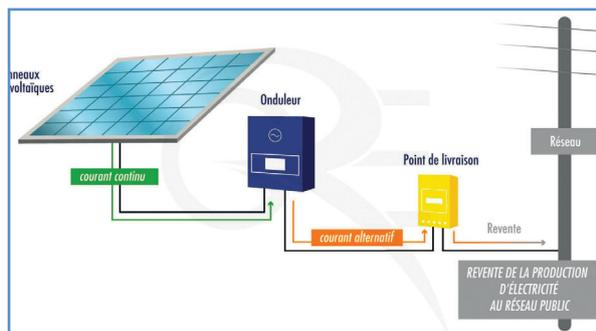 nneaux
voltaïques
Onduleur
Réseau
Point de livraison
courant continu
courant alternatif
Revente
REVENTE DE LA PRODUCTION
D'ÉLECTRICITÉ
AU RÉSEAU PUBLIC